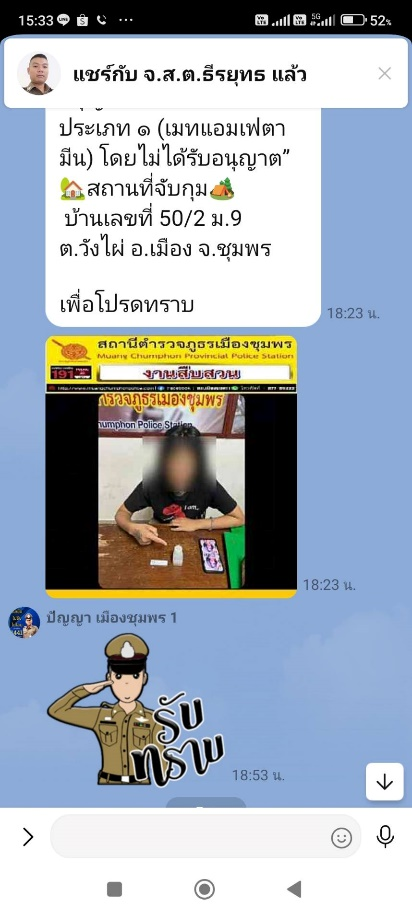 15:33
5G
52%
แชร์กับ จ.ส.ต.ธีรยุทธ แล้ว
ประเภท ๑ (เมทแอมเฟตา
มีน) โดยไม่ได้รับอนุญาต”
🏡สถานที่จับกุม🏕️
บ้านเลขที่ 50/2 ม.9
ต.วังไผ่ อ.เมือง จ.ชุมพร
เพื่อโปรดทราบ
18:23 น.
สถานีตำรวจภูธรเมืองชุมพร
Muang Chumphon Provincial Police Station
191
งานสืบสวน
Facebook
ตำรวจภูธรเมืองชุมพร
humphon Police Station
I am.
18:23 น.
ปัญญา เมืองชุมพร 1
รับ
ทราบ
18:53 น.